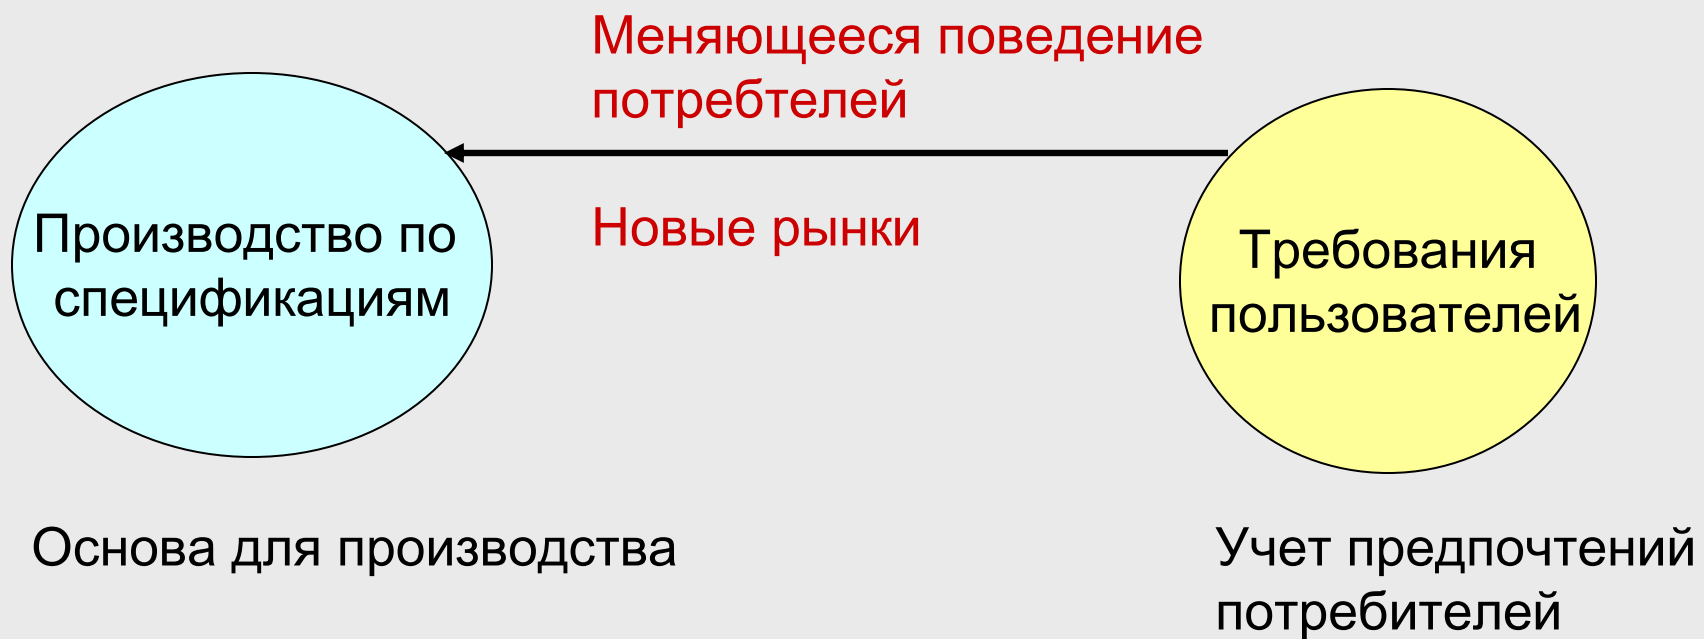 Меняющееся поведение
потребтелей
Производство по
спецификациям
Новые рынки
Требования
пользователей
Основа для производства
Учет предпочтений
потребителей